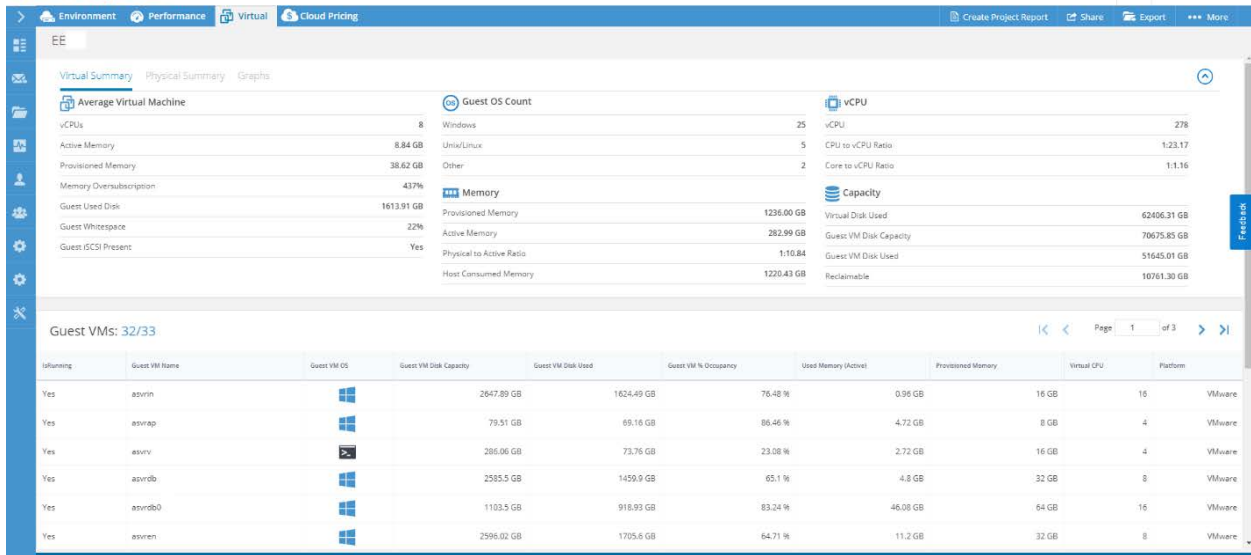 Environment Performance Virtual Cloud Pricing Create Project Report Share Export More
EE
Virtual Summary Physical Summary Graphs
Average Virtual Machine
vCPUs 8
Active Memory 8.84 GB
Provisioned Memory 38.62 GB
Memory Oversubscription 437%
Guest Used Disk 1613.91 GB
Guest Whitespace 22%
Guest iSCSI Present Yes
OS Guest OS Count
Windows 25
Unix/Linux 5
Other 2
Memory
Provisioned Memory 1236.00 GB
Active Memory 282.99 GB
Physical to Active Ratio 1:10.84
Host Consumed Memory 1220.43 GB
vCPU
vCPU 278
CPU to vCPU Ratio 1:23.17
Core to vCPU Ratio 1:1.16
Capacity
Virtual Disk Used 62406.31 GB
Guest VM Disk Capacity 70675.85 GB
Guest VM Disk Used 51645.01 GB
Reclaimable 10761.30 GB
Feedback
Guest VMs: 32/33 Page 1 of 3
IsRunning Guest VM Name Guest VM OS Guest VM Disk Capacity Guest VM Disk Used Guest VM % Occupancy Used Memory (Active) Provisioned Memory Virtual CPU Platform
Yes asvrin 2647.89 GB 1624.49 GB 76.48 % 0.96 GB 16 GB 16 VMware
Yes asvrap 79.51 GB 69.16 GB 86.46 % 4.72 GB 8 GB 4 VMware
Yes asvrv 286.06 GB 73.76 GB 23.08 % 2.72 GB 16 GB 4 VMware
Yes asvrdb 2585.5 GB 1459.9 GB 65.1 % 4.8 GB 32 GB 8 VMware
Yes asvrdb0 1103.5 GB 918.93 GB 83.24 % 46.08 GB 64 GB 16 VMware
Yes asvren 2596.02 GB 1705.6 GB 64.71 % 11.2 GB 32 GB 8 VMware